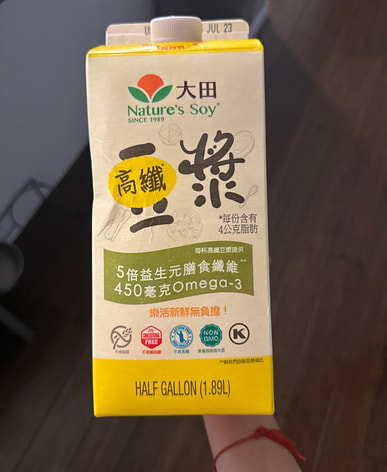 JUL 23
大田
Nature's Soy®
SINCE 1989
豆漿
高纖*
*每份含有
4公克脂肪
每杯高纖豆漿提供
5倍益生元膳食纖維**
450毫克Omega-3
樂活新鮮無負擔！
CHOLESTEROL
FREE
NON
GMO
K
HALF GALLON (1.89L)